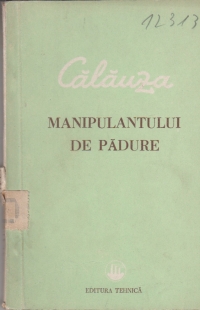 12313
Călăuza
MANIPULANTULUI
DE PĂDURE
EDITURA TEHNICĂ